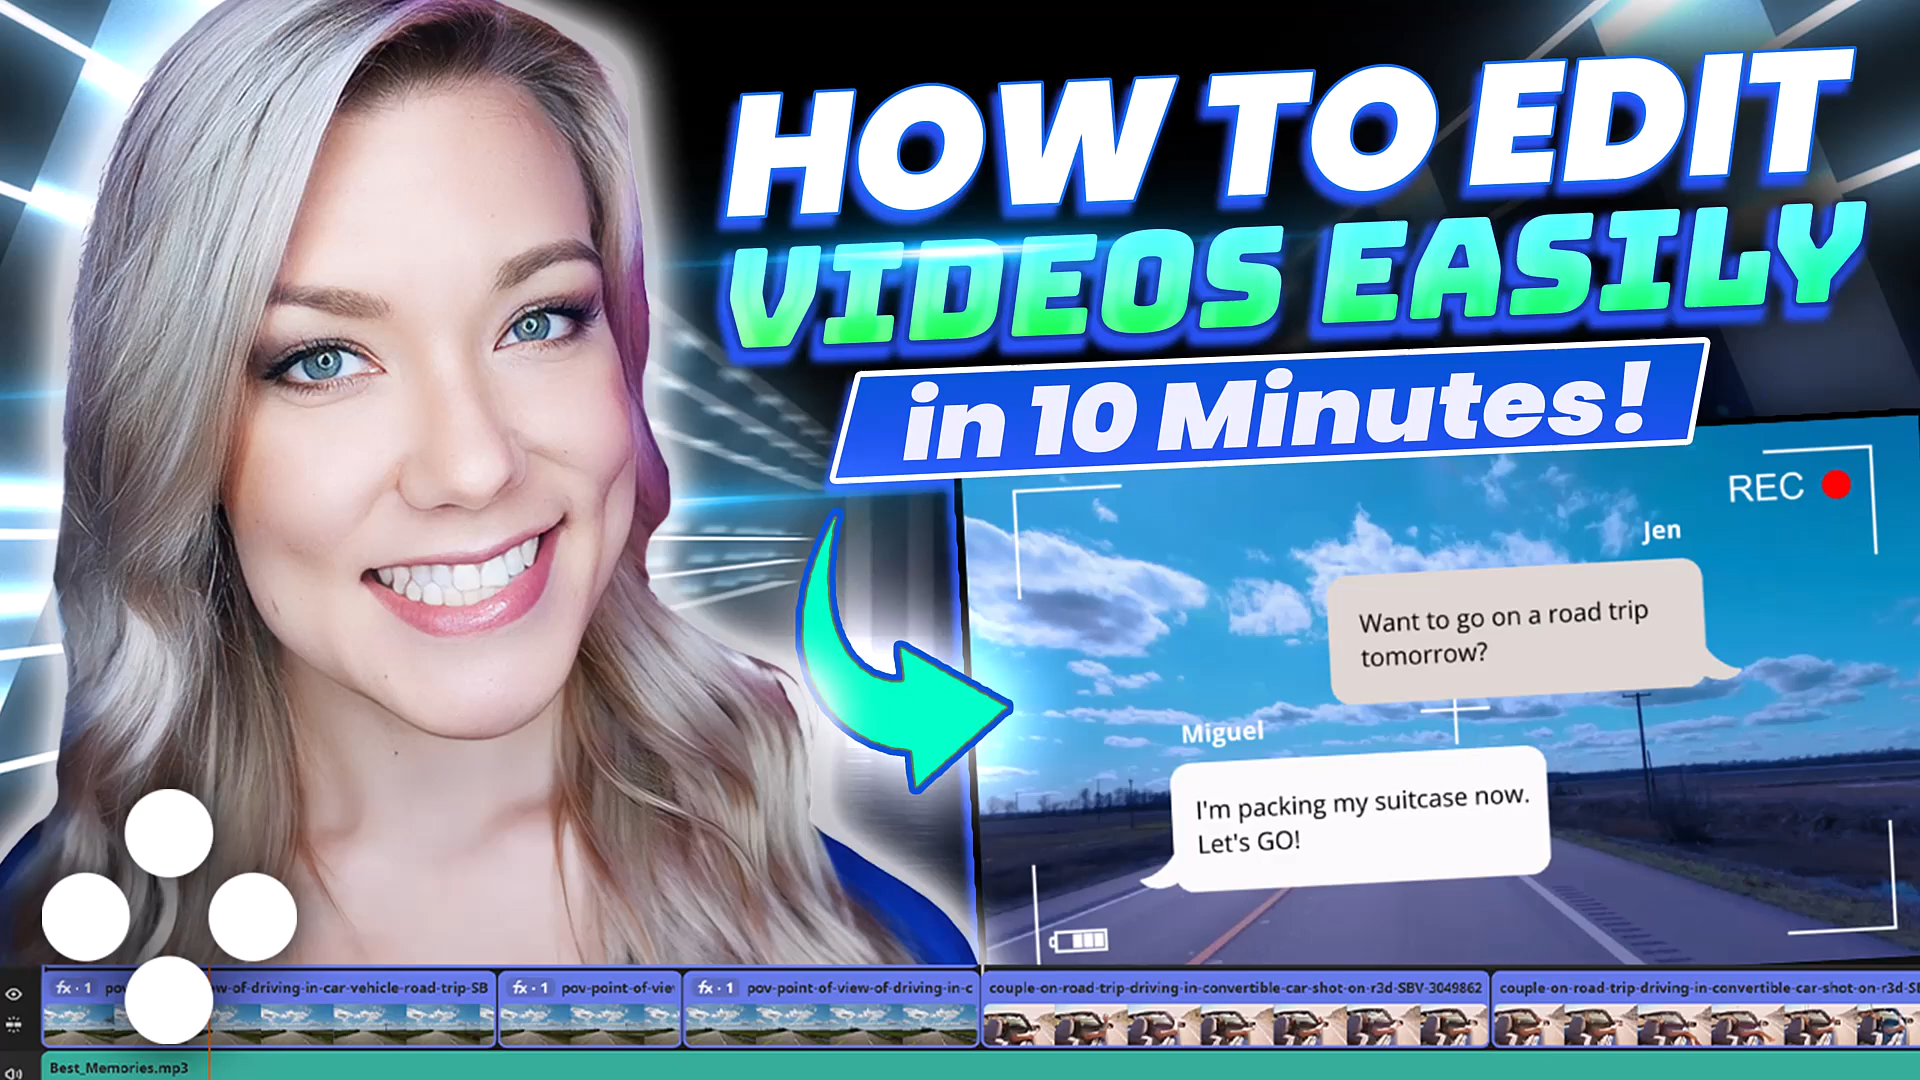 HOW TO EDIT
VIDEOS EASILY
in 10 Minutes!
REC
Jen
Want to go on a road trip
tomorrow?
Miguel
I'm packing my suitcase now.
Let's GO!
fx · 1 w-of-driving-in-car-vehicle-road-trip-SB
fx · 1 pov-point-of-view
fx · 1 pov-point-of-view-of-driving-in-c
couple-on-road-trip-driving-in-convertible-car-shot-on-r3d-SBV-3049862
couple-on-road-trip-driving-in-convertible-car-shot-on-r3d-SB
Best_Memories.mp3